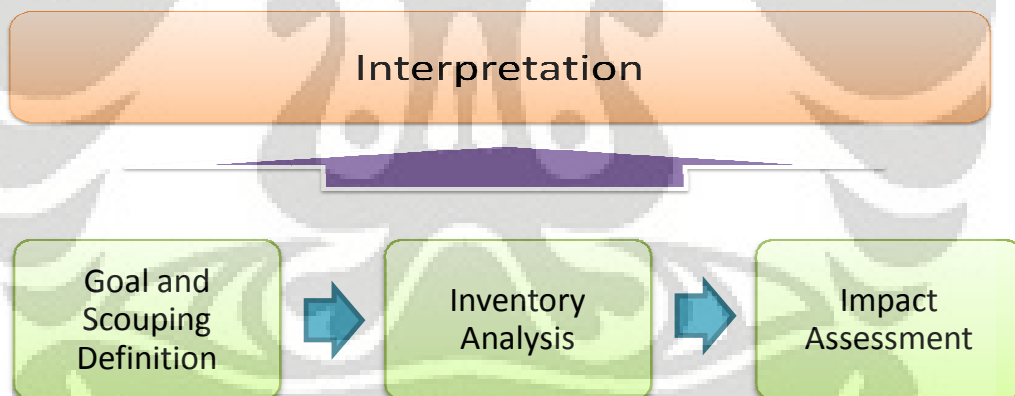 Interpretation
Goal and
Scouping
Definition
Inventory
Analysis
Impact
Assessment